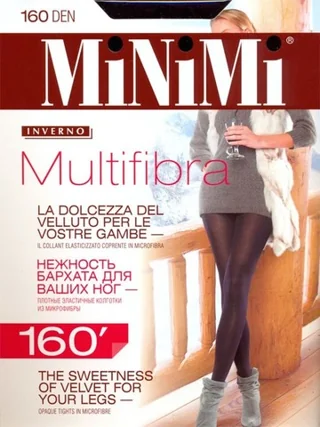 160 DEN
MiNiMi®
INVERNO
Multifibra
LA DOLCEZZA DEL
VELLUTO PER LE
VOSTRE GAMBE —
IL COLLANT ELASTICIZZATO COPRENTE IN MICROFIBRA
НЕЖНОСТЬ
БАРХАТА ДЛЯ
ВАШИХ НОГ —
ПЛОТНЫЕ ЭЛАСТИЧНЫЕ КОЛГОТКИ
ИЗ МИКРОФИБРЫ
160'
THE SWEETNESS
OF VELVET FOR
YOUR LEGS —
OPAQUE TIGHTS IN MICROFIBRE